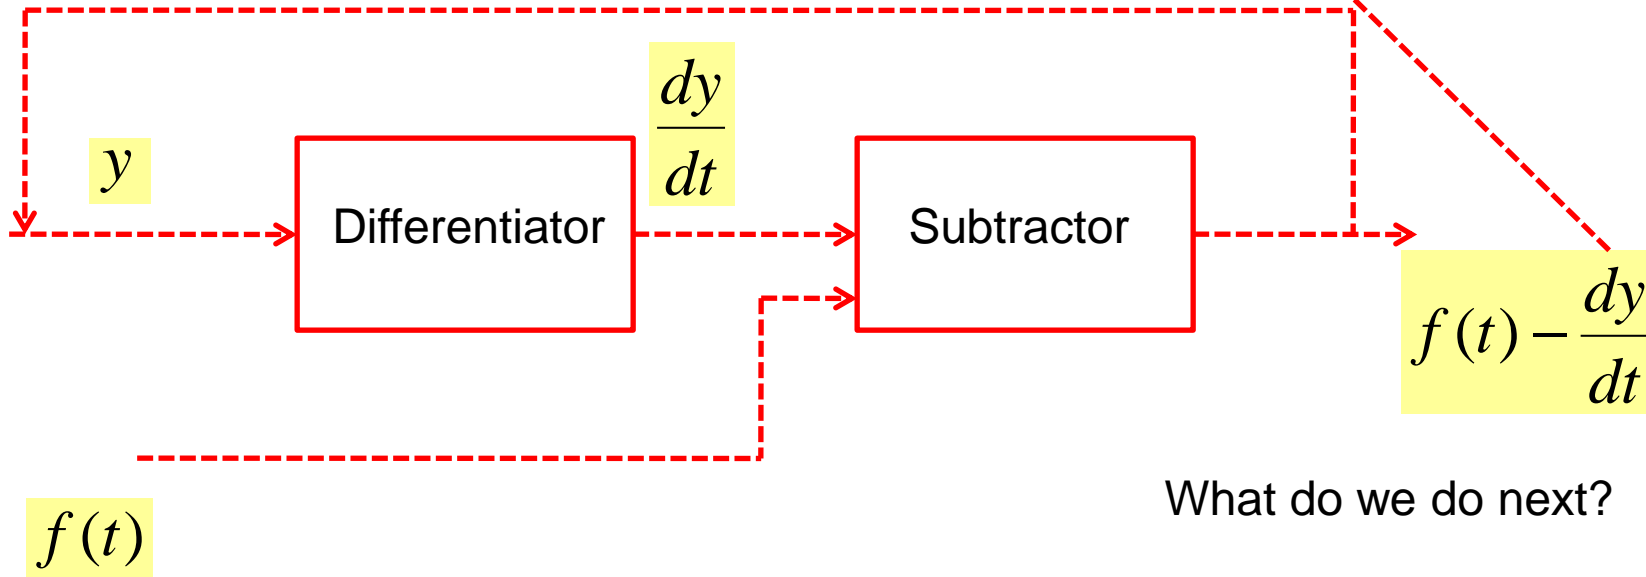 y
Differentiator
dy
dt
Subtractor
f(t) − dy
dt
f(t)
What do we do next?